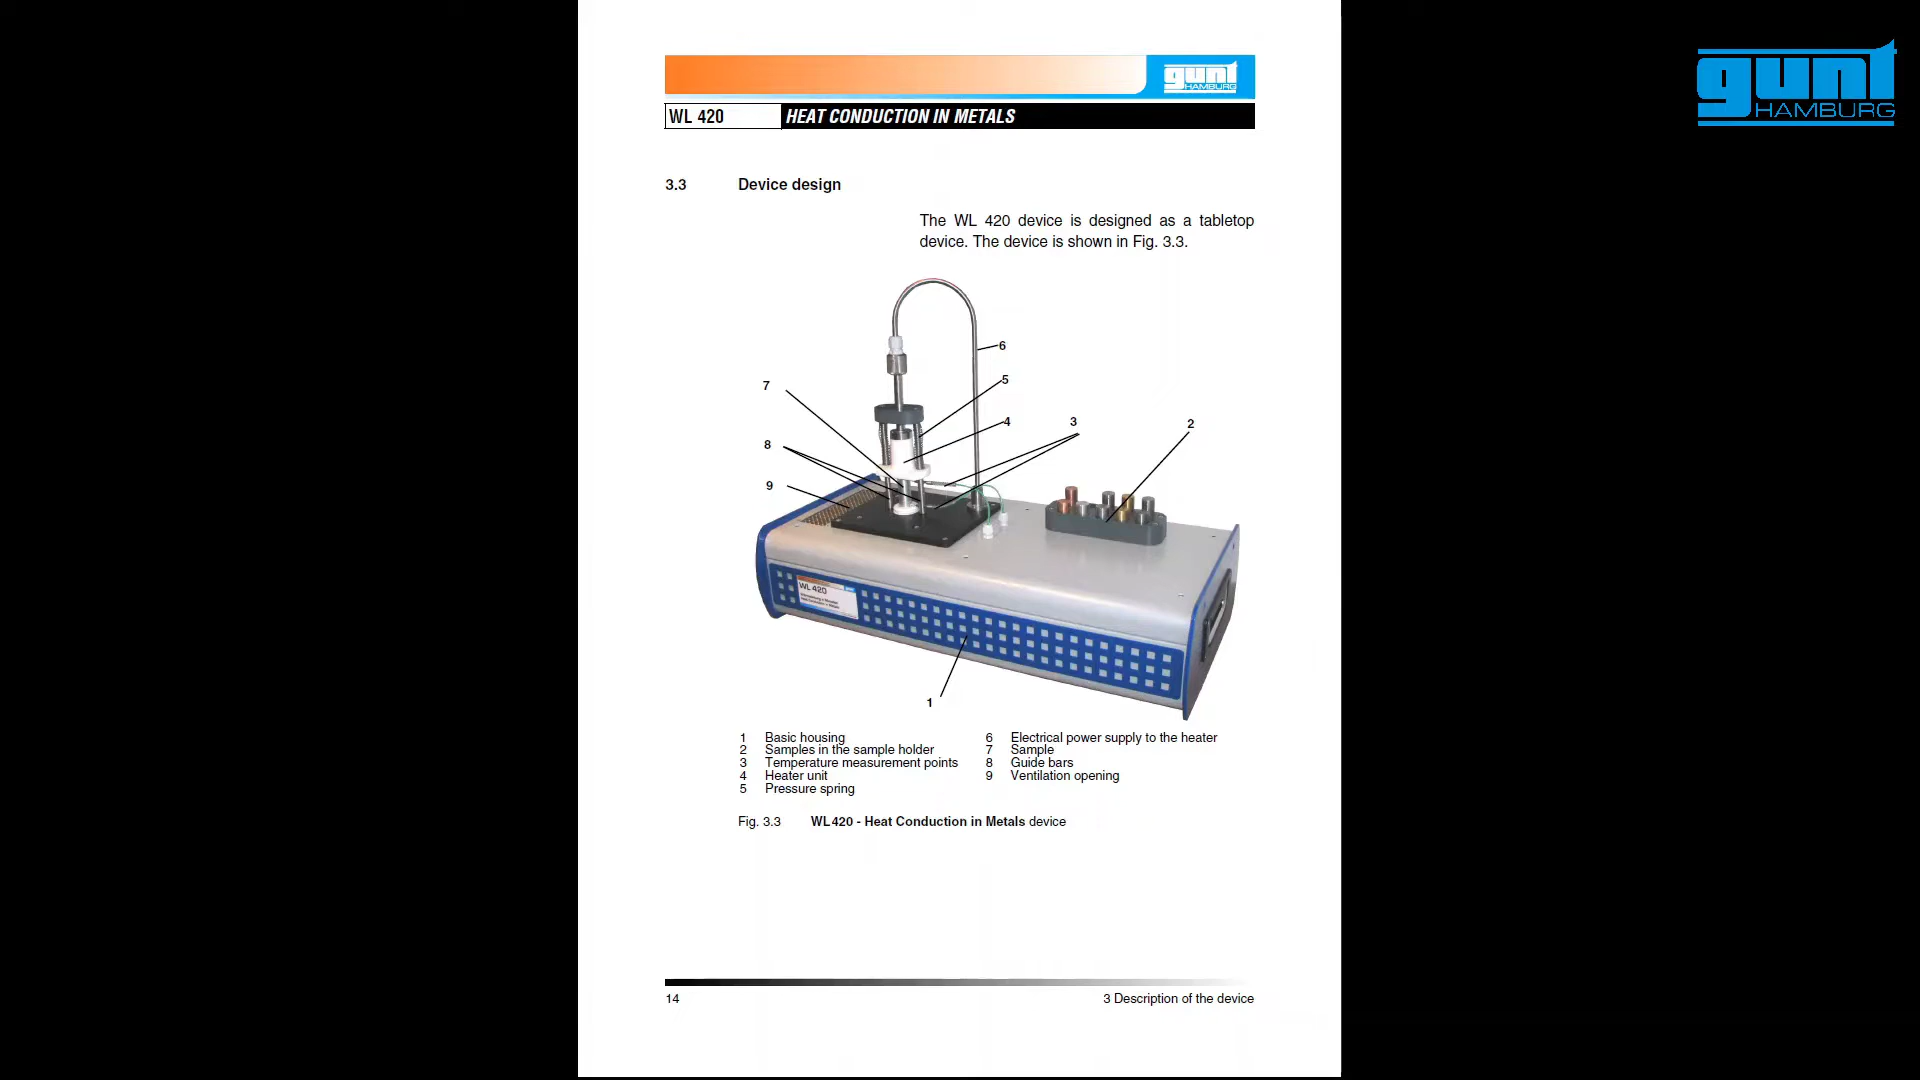 gunt
HAMBURG
gunt
HAMBURG
WL 420 HEAT CONDUCTION IN METALS
3.3 Device design
The WL 420 device is designed as a tabletop
device. The device is shown in Fig. 3.3.
6
5
7
4
3
2
8
9
WL 420
1
1 Basic housing
2 Samples in the sample holder
3 Temperature measurement points
4 Heater unit
5 Pressure spring
6 Electrical power supply to the heater
7 Sample
8 Guide bars
9 Ventilation opening
Fig. 3.3 WL 420 - Heat Conduction in Metals device
14 3 Description of the device